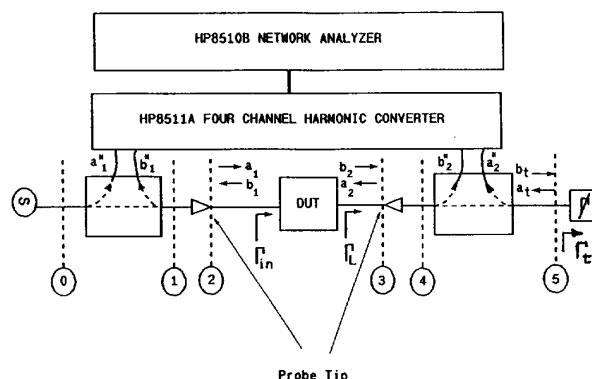 HP8510B NETWORK ANALYZER
HP8511A FOUR CHANNEL HARMONIC CONVERTER
a"1 b"1 b"2 a"2
a1 b2 bt
b1 a2 at
S DUT
Γin ΓL Γt
0 1 2 3 4 5
Probe Tip